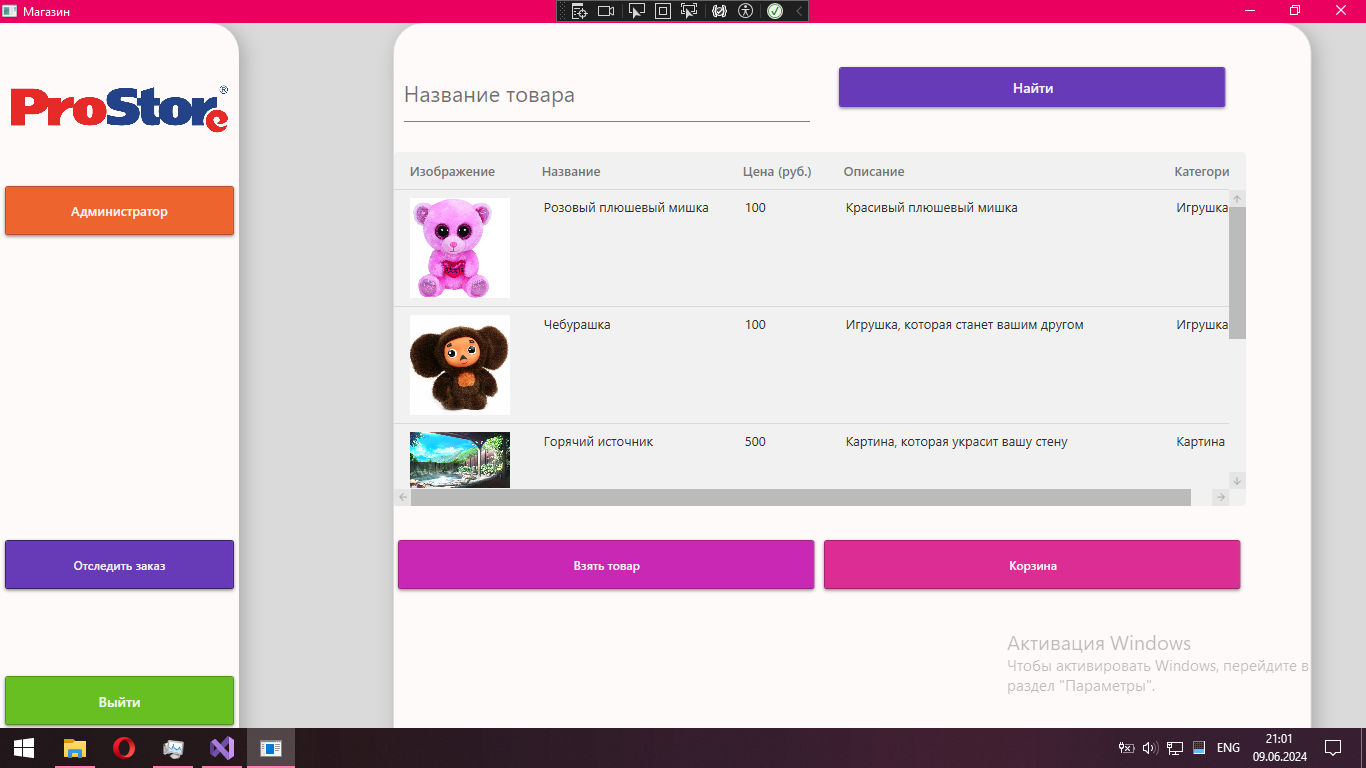 Магазин
ProStore®
Администратор
Отследить заказ
Выйти
Название товара
Найти
Изображение Название Цена (руб.) Описание Категори
Розовый плюшевый мишка 100 Красивый плюшевый мишка Игрушка
Чебурашка 100 Игрушка, которая станет вашим другом Игрушка
Горячий источник 500 Картина, которая украсит вашу стену Картина
Взять товар
Корзина
Активация Windows
Чтобы активировать Windows, перейдите в
раздел "Параметры".
ENG
21:01
09.06.2024